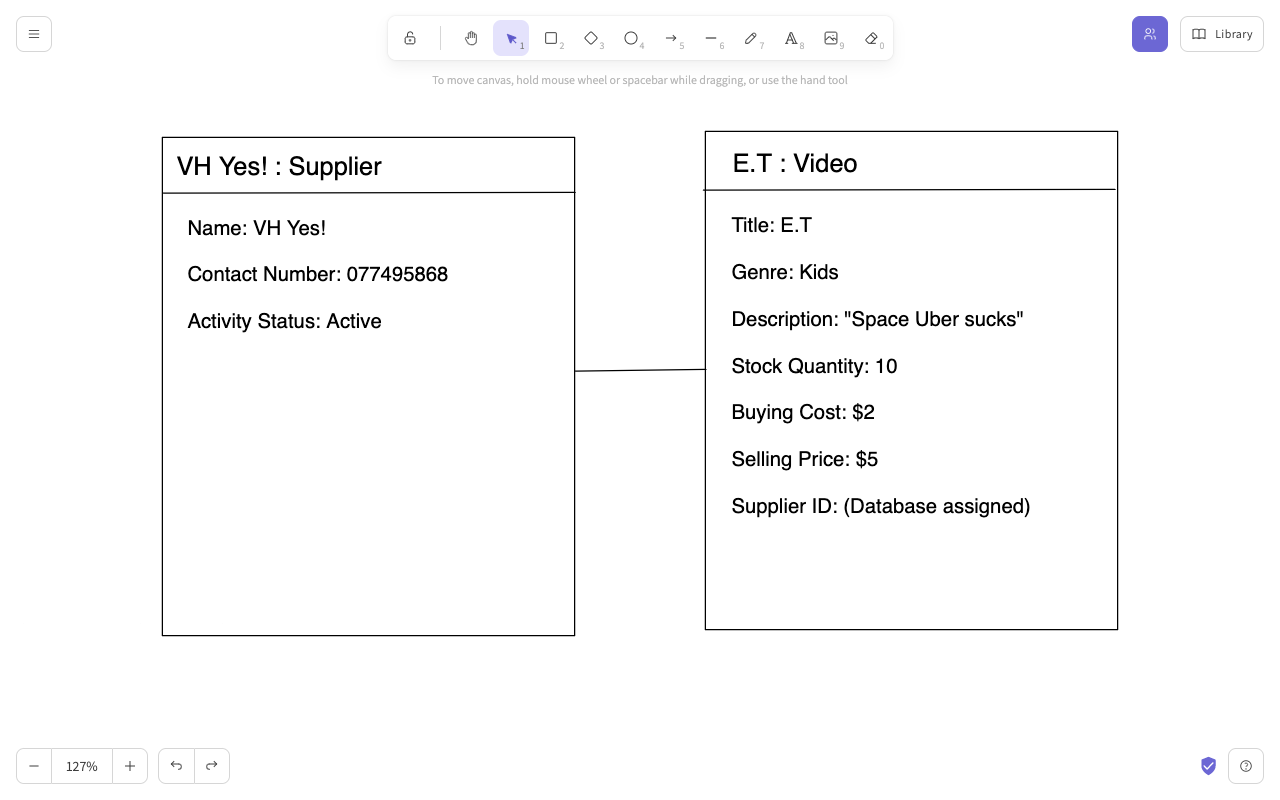 1
2
3
4
5
6
7
8
9
0
Library
To move canvas, hold mouse wheel or spacebar while dragging, or use the hand tool
VH Yes! : Supplier
Name: VH Yes!
Contact Number: 077495868
Activity Status: Active
E.T : Video
Title: E.T
Genre: Kids
Description: "Space Uber sucks"
Stock Quantity: 10
Buying Cost: $2
Selling Price: $5
Supplier ID: (Database assigned)
127%